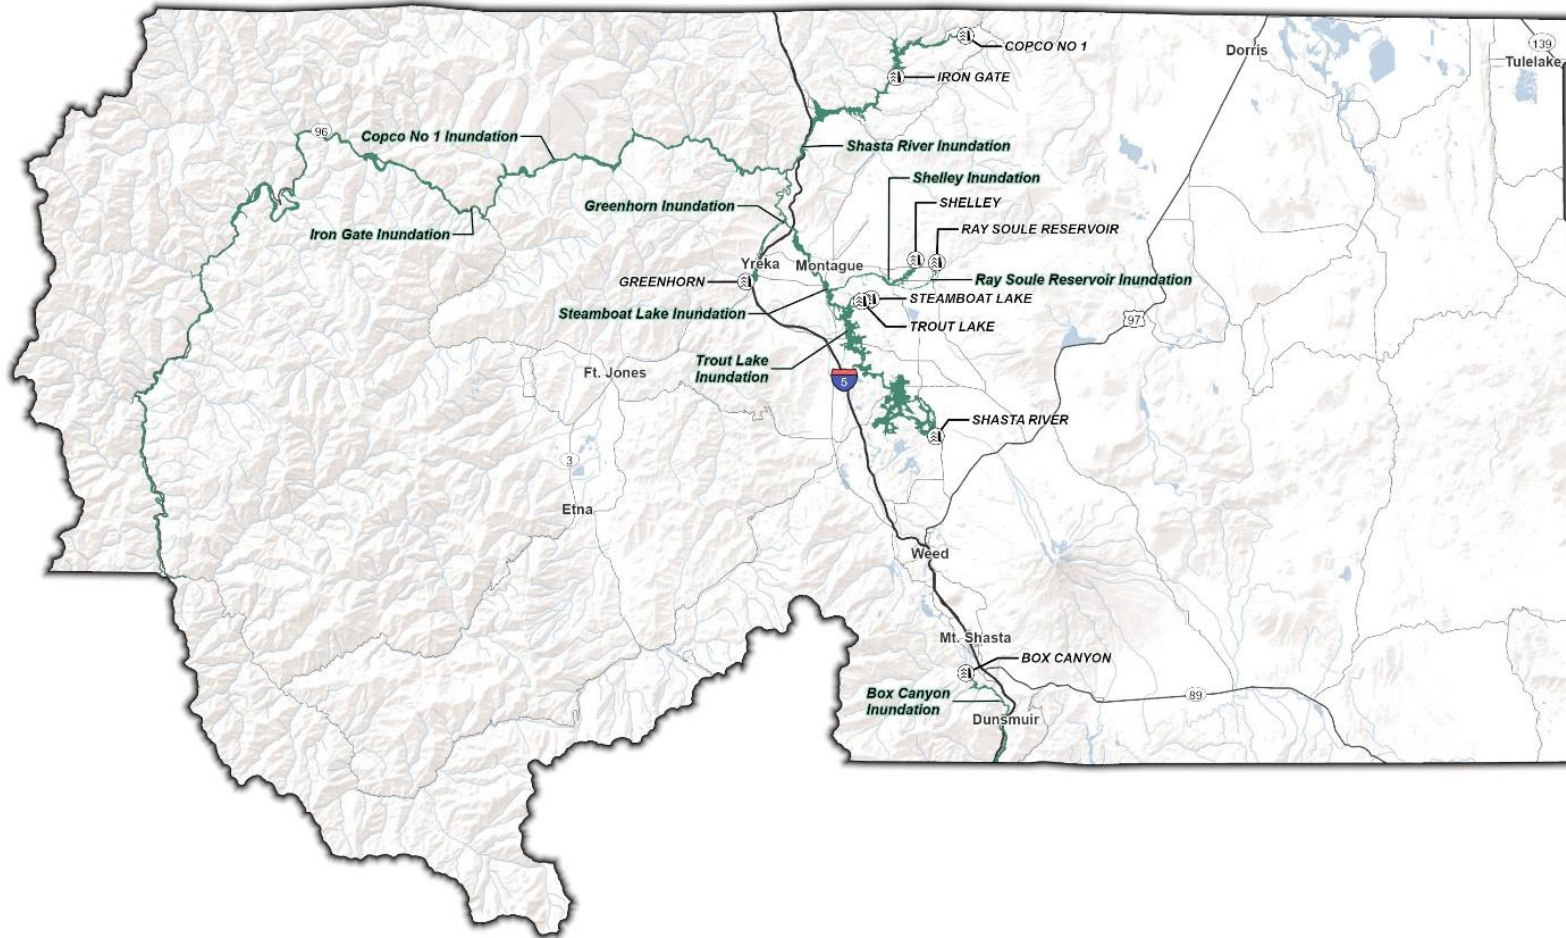 COPCO NO 1
Dorris
139
Tulelake
IRON GATE
96
Copco No 1 Inundation
Shasta River Inundation
Shelley Inundation
SHELLEY
Greenhorn Inundation
RAY SOULE RESERVOIR
Iron Gate Inundation
Yreka
Montague
GREENHORN
Ray Soule Reservoir Inundation
STEAMBOAT LAKE
Steamboat Lake Inundation
97
TROUT LAKE
Trout Lake
Inundation
Ft. Jones
5
SHASTA RIVER
3
Etna
Weed
Mt. Shasta
BOX CANYON
Box Canyon
Inundation
89
Dunsmuir